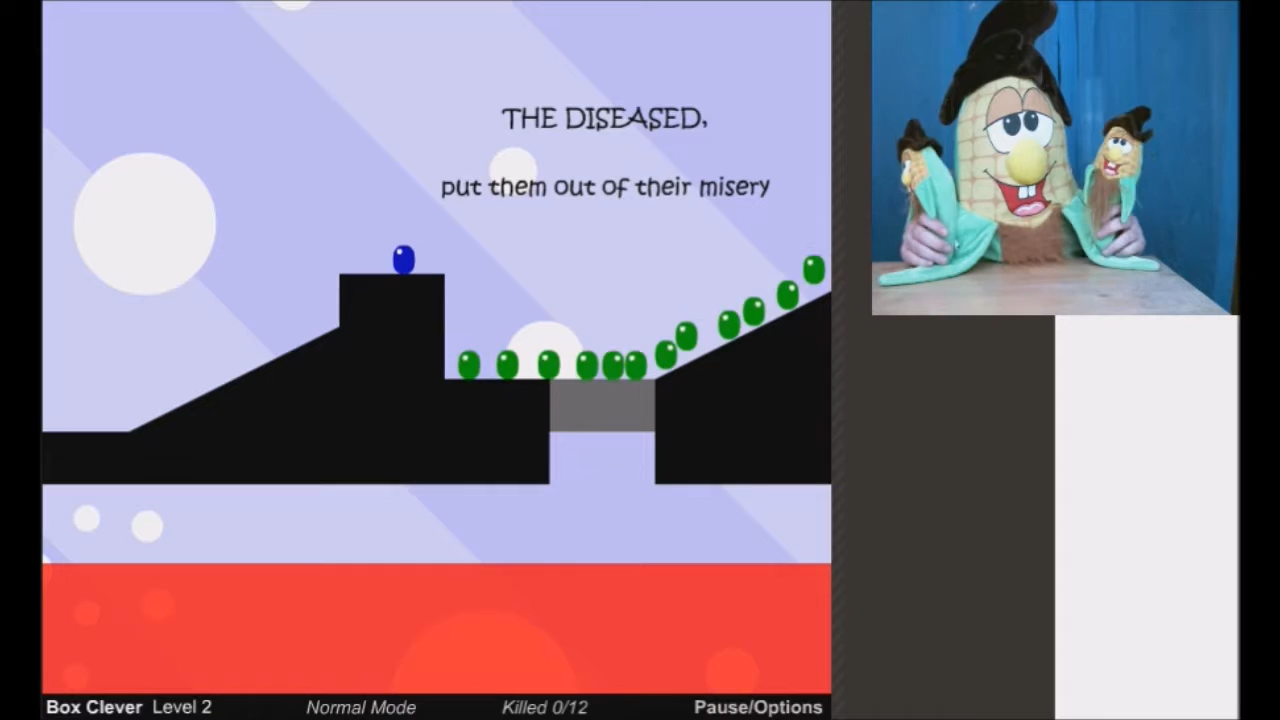 THE DISEASED,
put them out of their misery
Box Clever Level 2 Normal Mode Killed 0/12 Pause/Options